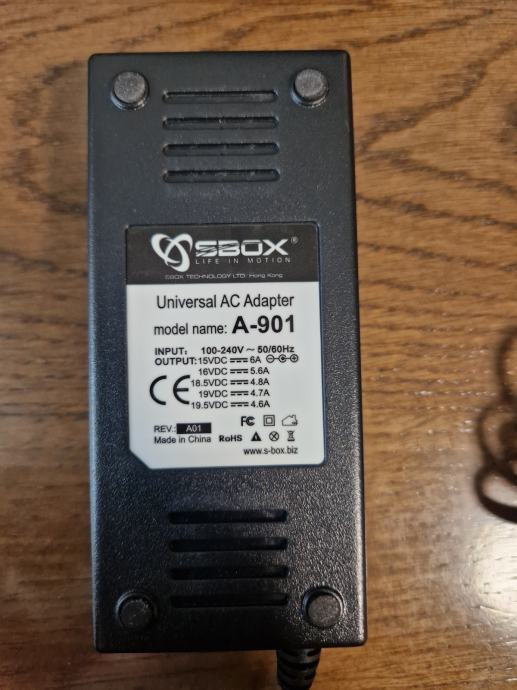 SBOX®
LIFE IN MOTION
SBOX TECHNOLOGY LTD. Hong Kong
Universal AC Adapter
model name: A-901
INPUT: 100-240V ~ 50/60Hz
OUTPUT: 15VDC ⎓ 6A
16VDC ⎓ 5.6A
18.5VDC ⎓ 4.8A
19VDC ⎓ 4.7A
19.5VDC ⎓ 4.6A
CE
FC
REV.: A01
Made in China RoHS
www.s-box.biz